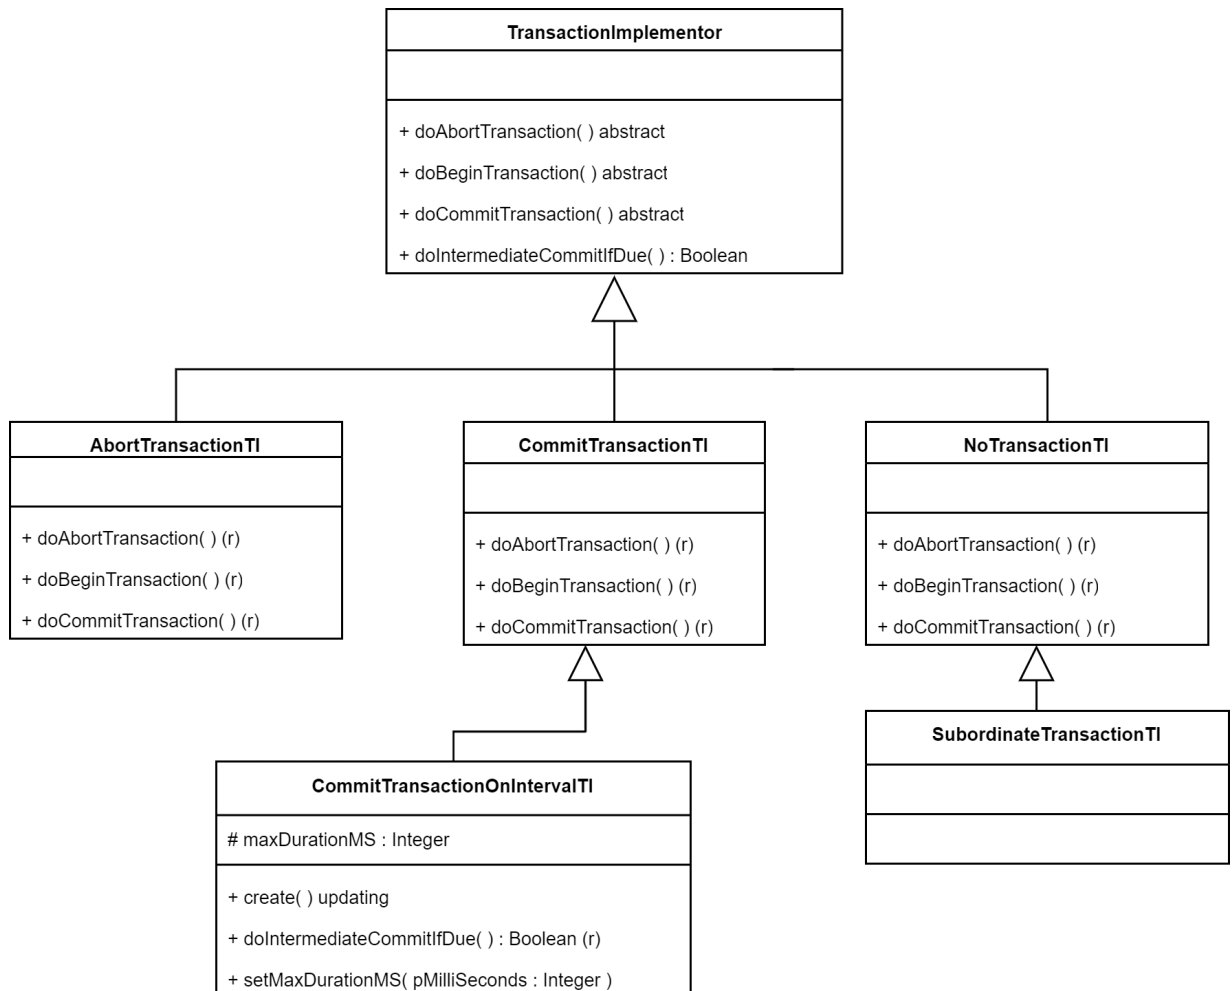 TransactionImplementor
+ doAbortTransaction( ) abstract
+ doBeginTransaction( ) abstract
+ doCommitTransaction( ) abstract
+ doIntermediateCommitIfDue( ) : Boolean
AbortTransactionTI
+ doAbortTransaction( ) (r)
+ doBeginTransaction( ) (r)
+ doCommitTransaction( ) (r)
CommitTransactionTI
+ doAbortTransaction( ) (r)
+ doBeginTransaction( ) (r)
+ doCommitTransaction( ) (r)
NoTransactionTI
+ doAbortTransaction( ) (r)
+ doBeginTransaction( ) (r)
+ doCommitTransaction( ) (r)
SubordinateTransactionTI
CommitTransactionOnIntervalTI
# maxDurationMS : Integer
+ create( ) updating
+ doIntermediateCommitIfDue( ) : Boolean (r)
+ setMaxDurationMS( pMilliSeconds : Integer )